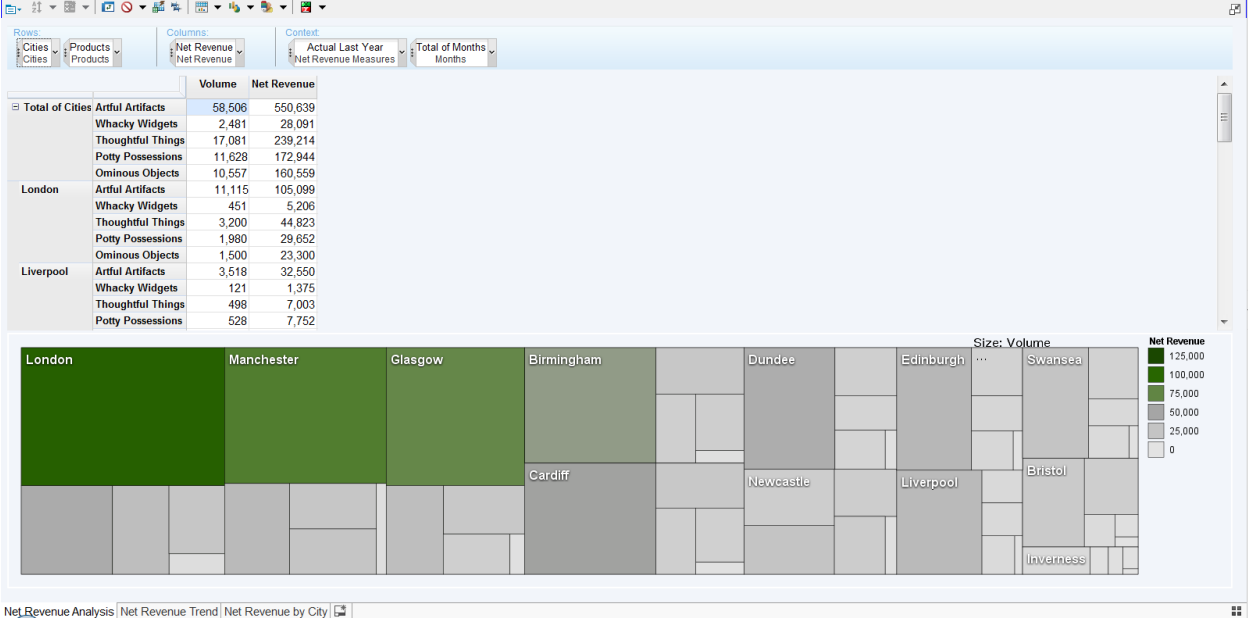 Rows: Columns: Context:
Cities Products Net Revenue Actual Last Year Total of Months
Cities Products Net Revenue Net Revenue Measures Months
Volume Net Revenue
Total of Cities Artful Artifacts 58,506 550,639
Whacky Widgets 2,481 28,091
Thoughtful Things 17,081 239,214
Potty Possessions 11,628 172,944
Ominous Objects 10,557 160,559
London Artful Artifacts 11,115 105,099
Whacky Widgets 451 5,206
Thoughtful Things 3,200 44,823
Potty Possessions 1,980 29,652
Ominous Objects 1,500 23,300
Liverpool Artful Artifacts 3,518 32,550
Whacky Widgets 121 1,375
Thoughtful Things 498 7,003
Potty Possessions 528 7,752
Size: Volume
Net Revenue
London Manchester Glasgow Birmingham Dundee Edinburgh ... Swansea
125,000
100,000
75,000
50,000
25,000
0
Cardiff Newcastle Liverpool Bristol
Inverness
Net Revenue Analysis Net Revenue Trend Net Revenue by City